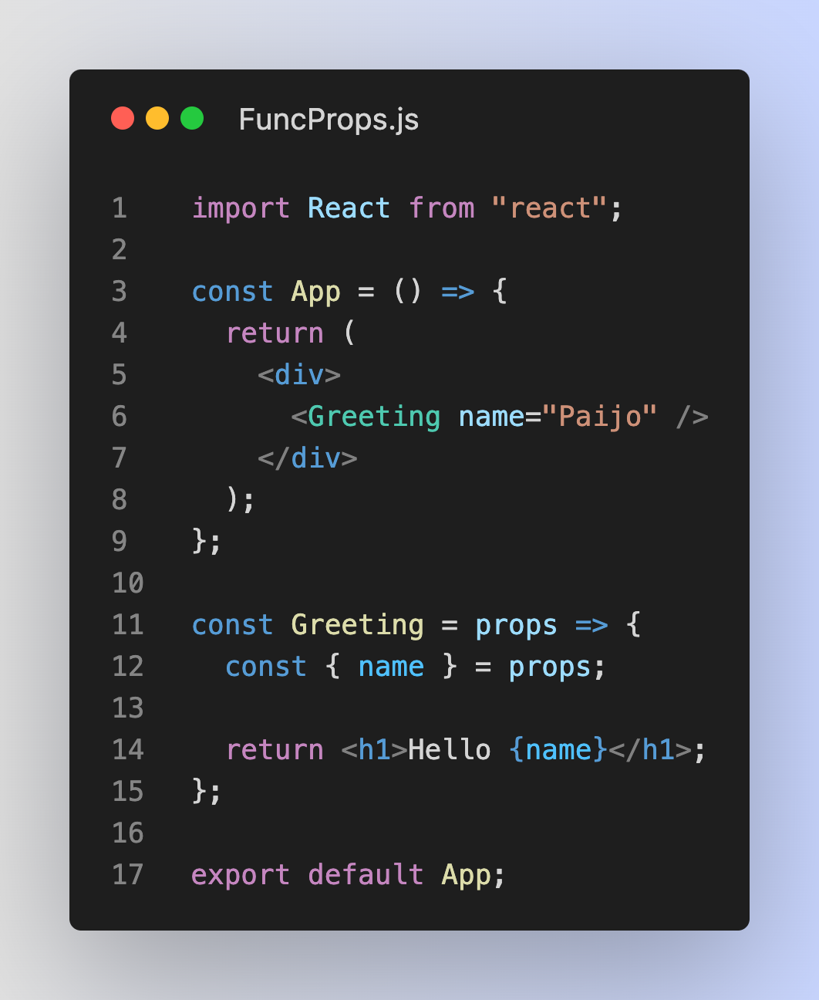 FuncProps.js
1 import React from "react";
2
3 const App = () => {
4   return (
5     <div>
6       <Greeting name="Paijo" />
7     </div>
8   );
9 };
10
11 const Greeting = props => {
12   const { name } = props;
13
14   return <h1>Hello {name}</h1>;
15 };
16
17 export default App;